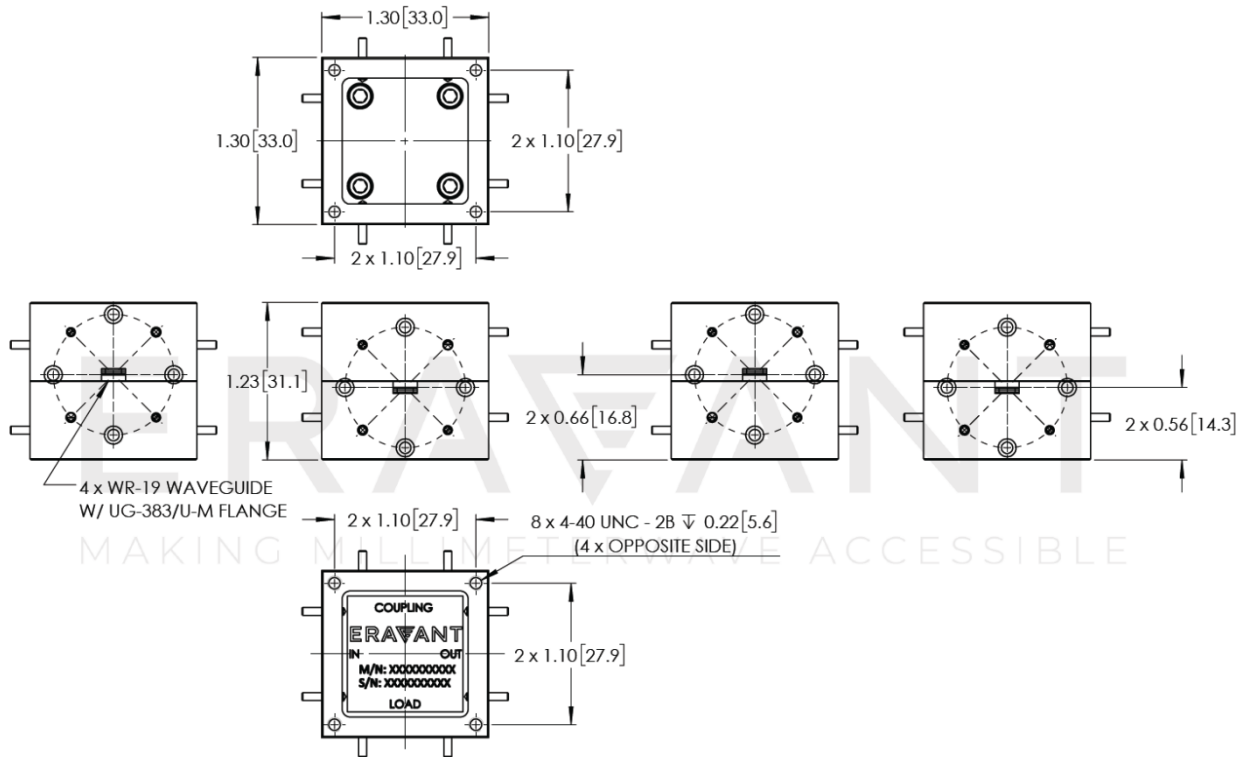 1.30[33.0]
1.30[33.0]
2 x 1.10[27.9]
2 x 1.10[27.9]
1.23[31.1]
2 x 0.66[16.8]
2 x 0.56[14.3]
4 x WR-19 WAVEGUIDE
W/ UG-383/U-M FLANGE
ERAVANT
MAKING MILLIMETERWAVE ACCESSIBLE
2 x 1.10[27.9]
8 x 4-40 UNC - 2B ↧ 0.22[5.6]
(4 x OPPOSITE SIDE)
COUPLING
ERAVANT
IN OUT
M/N: XXXXXXXXXX
S/N: XXXXXXXXXX
LOAD
2 x 1.10[27.9]